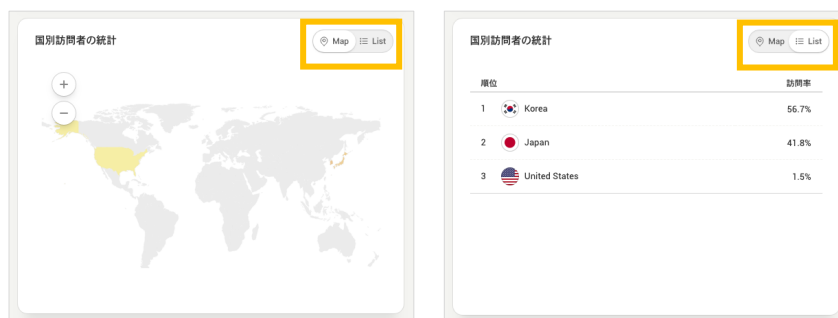 国別訪問者の統計
Map List
+
−
国別訪問者の統計
Map List
順位 訪問率
1 Korea 56.7%
2 Japan 41.8%
3 United States 1.5%